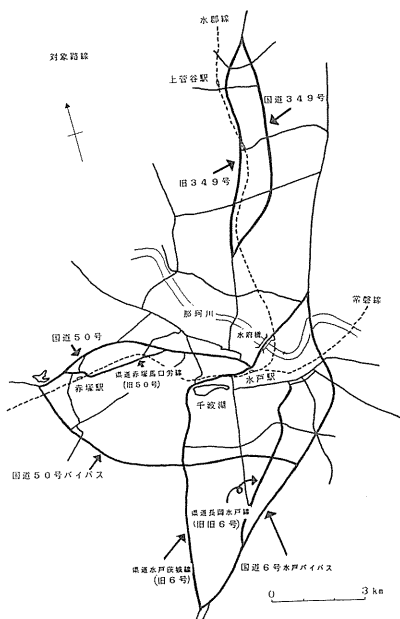 水郡線
対象路線
上菅谷駅
国道349号
旧349号
常磐線
那珂川
国道50号
水府橋
県道赤塚馬口労線
(旧50号)
水戸駅
赤塚駅
千波湖
国道50号バイパス
県道長岡水戸線
(旧旧6号)
県道水戸荻城線
(旧6号)
国道6号水戸バイパス
0 3km